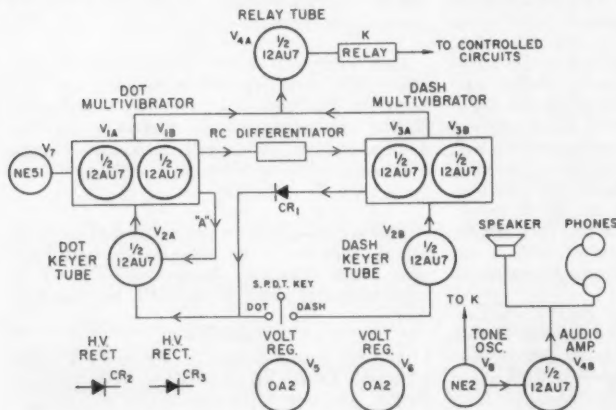 RELAY TUBE
V4A
1/2
12AU7
K
RELAY
TO CONTROLLED
CIRCUITS
DOT
MULTIVIBRATOR
DASH
MULTIVIBRATOR
V7
NE51
V1A
V1B
1/2
12AU7
1/2
12AU7
RC DIFFERENTIATOR
V3A
V3B
1/2
12AU7
1/2
12AU7
"A"
CR1
V2A
1/2
12AU7
DOT
KEYER
TUBE
DASH
KEYER
TUBE
V2B
1/2
12AU7
SPEAKER
PHONES
S.P.D.T. KEY
DOT
DASH
H.V.
RECT
CR2
H.V.
RECT.
CR3
VOLT
REG.
V5
OA2
VOLT
REG.
V6
OA2
TO K
TONE
OSC.
V8
NE2
AUDIO
AMP.
V4B
1/2
12AU7